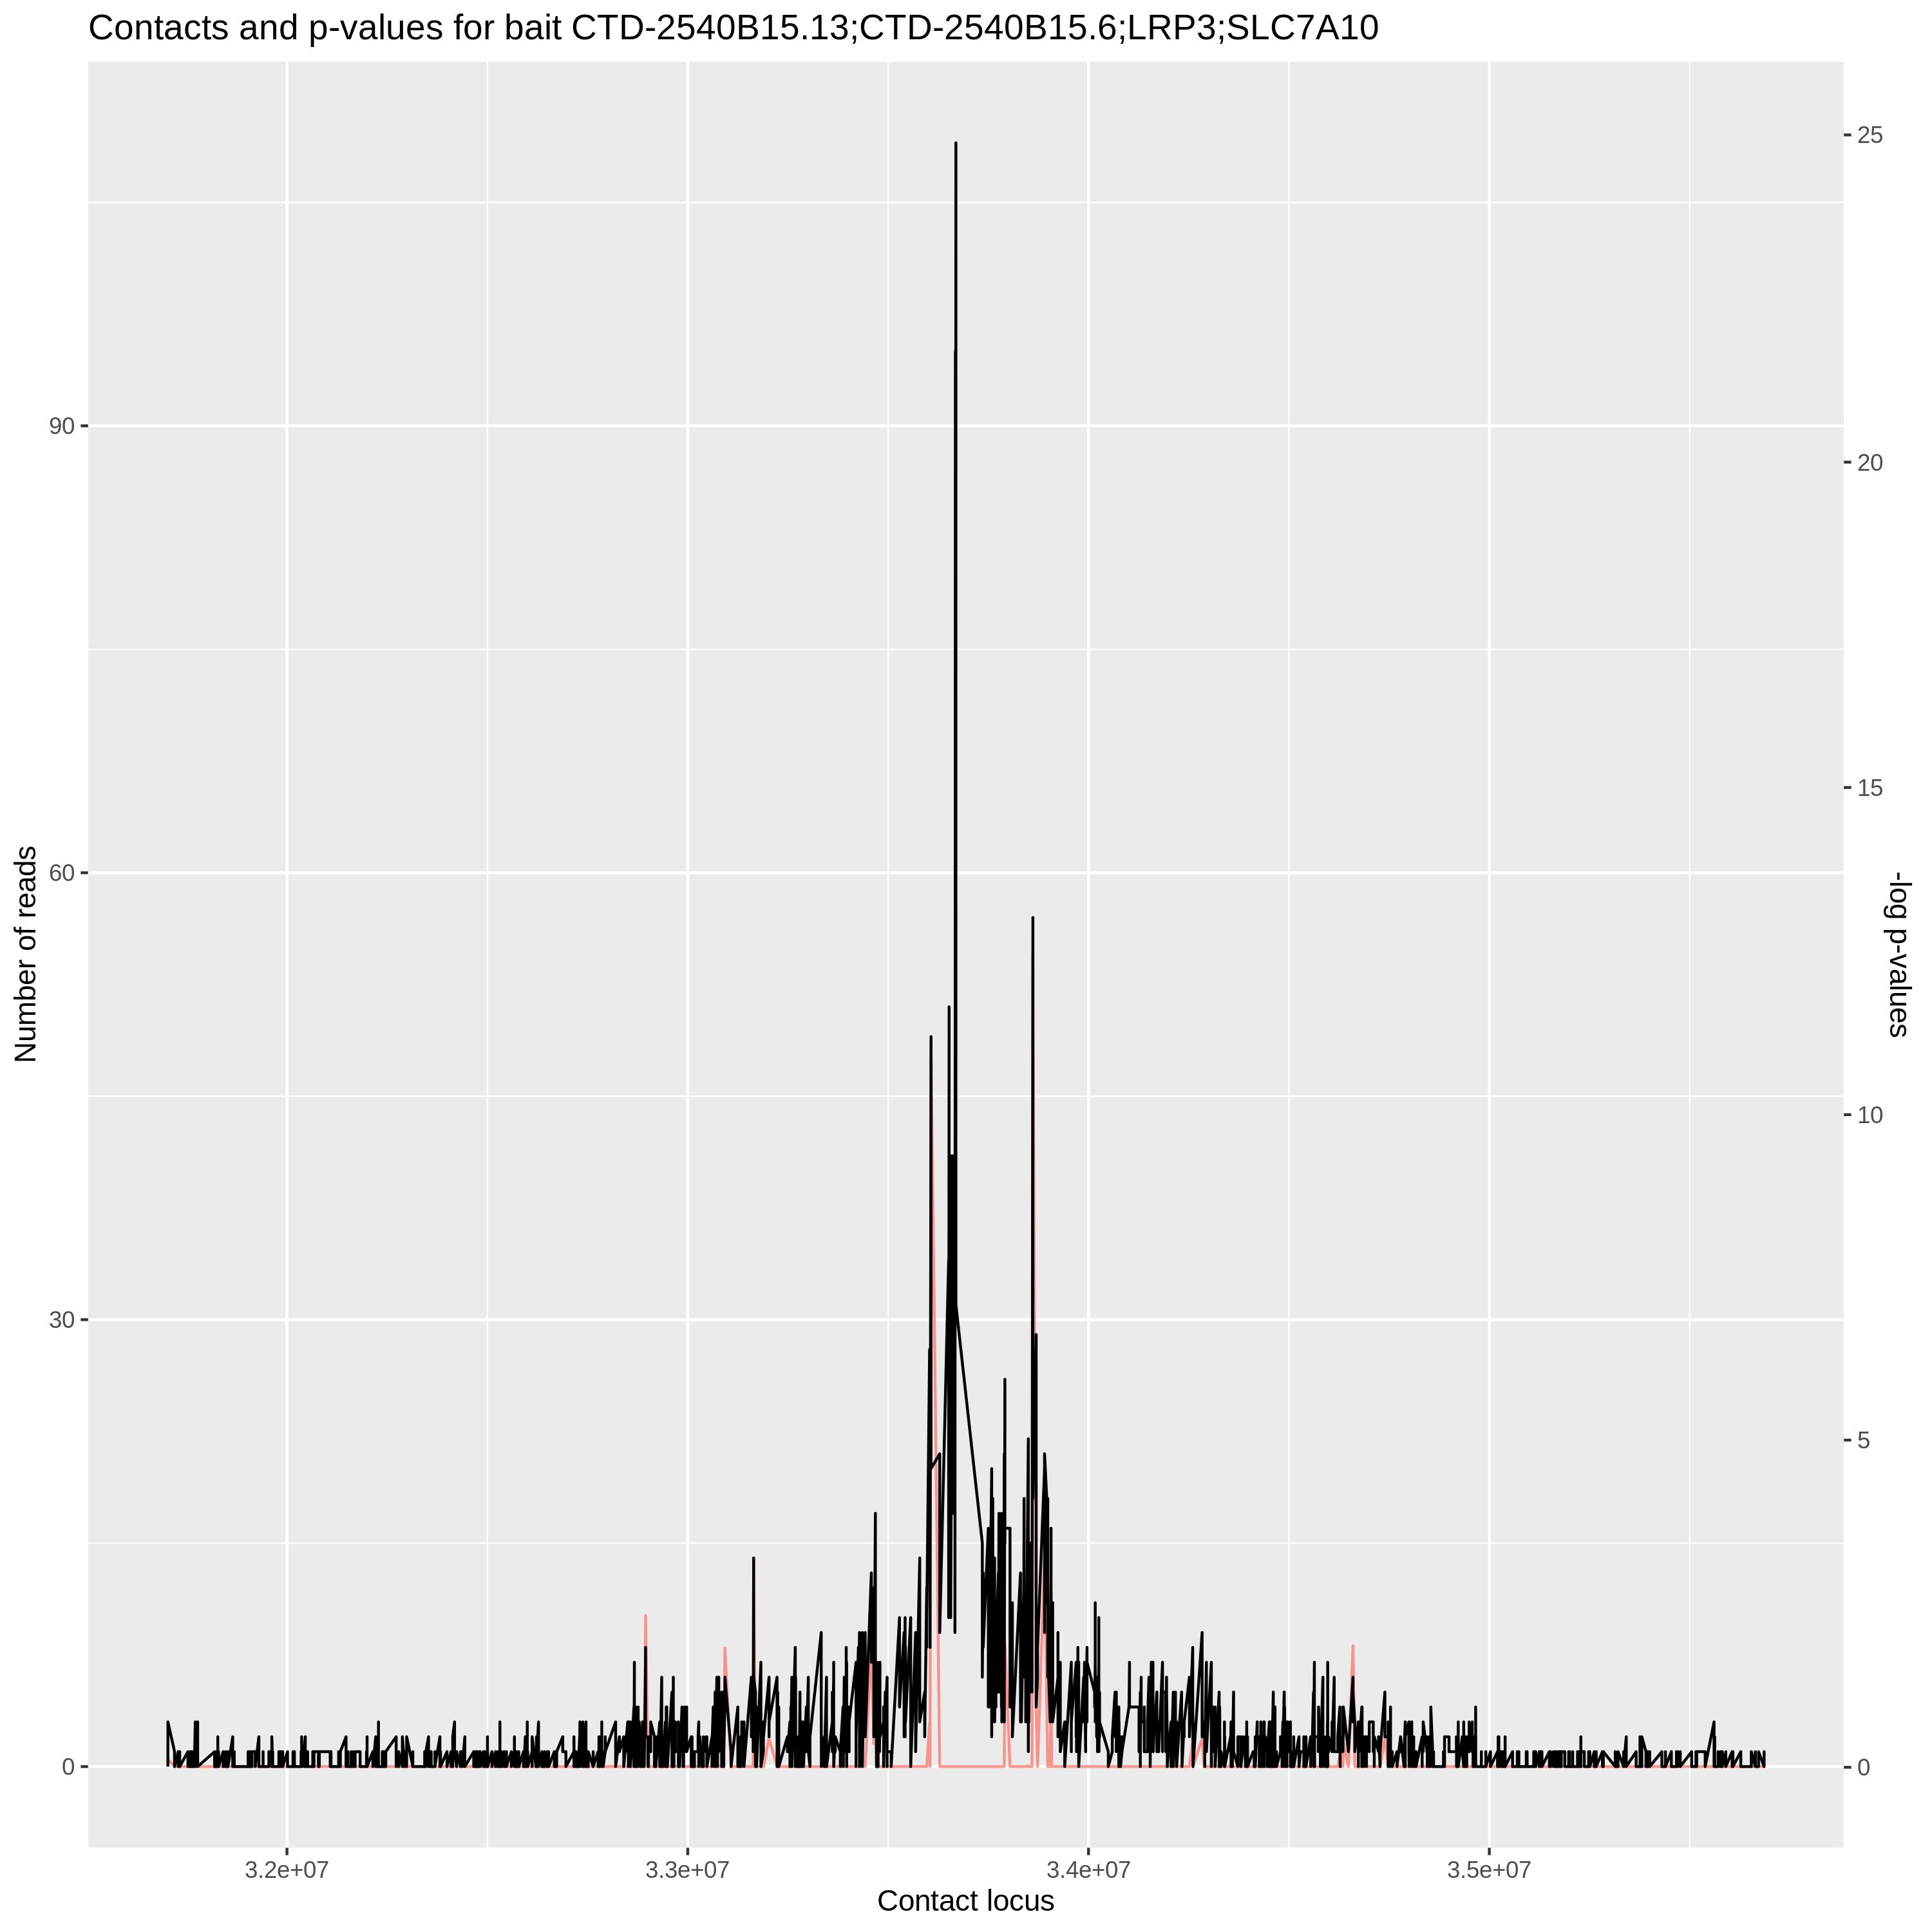 Contacts and p-values for bait CTD-2540B15.13;CTD-2540B15.6;LRP3;SLC7A10
Number of reads
90
60
30
0
25
20
15
10
5
0
-log p-values
3.2e+07
3.3e+07
3.4e+07
3.5e+07
Contact locus